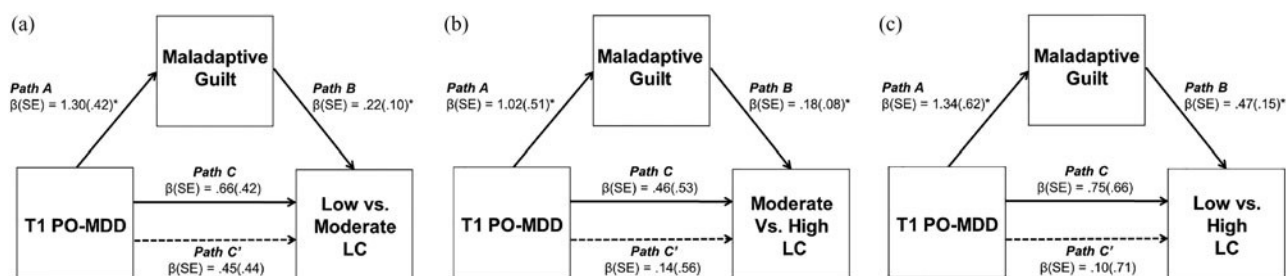 (a)
Maladaptive
Guilt
Path A
β(SE) = 1.30(.42)*
Path B
β(SE) = .22(.10)*
T1 PO-MDD
Path C
β(SE) = .66(.42)
Path C'
β(SE) = .45(.44)
Low vs.
Moderate
LC
(b)
Maladaptive
Guilt
Path A
β(SE) = 1.02(.51)*
Path B
β(SE) = .18(.08)*
T1 PO-MDD
Path C
β(SE) = .46(.53)
Path C'
β(SE) = .14(.56)
Moderate
Vs. High
LC
(c)
Maladaptive
Guilt
Path A
β(SE) = 1.34(.62)*
Path B
β(SE) = .47(.15)*
T1 PO-MDD
Path C
β(SE) = .75(.66)
Path C'
β(SE) = .10(.71)
Low vs.
High
LC